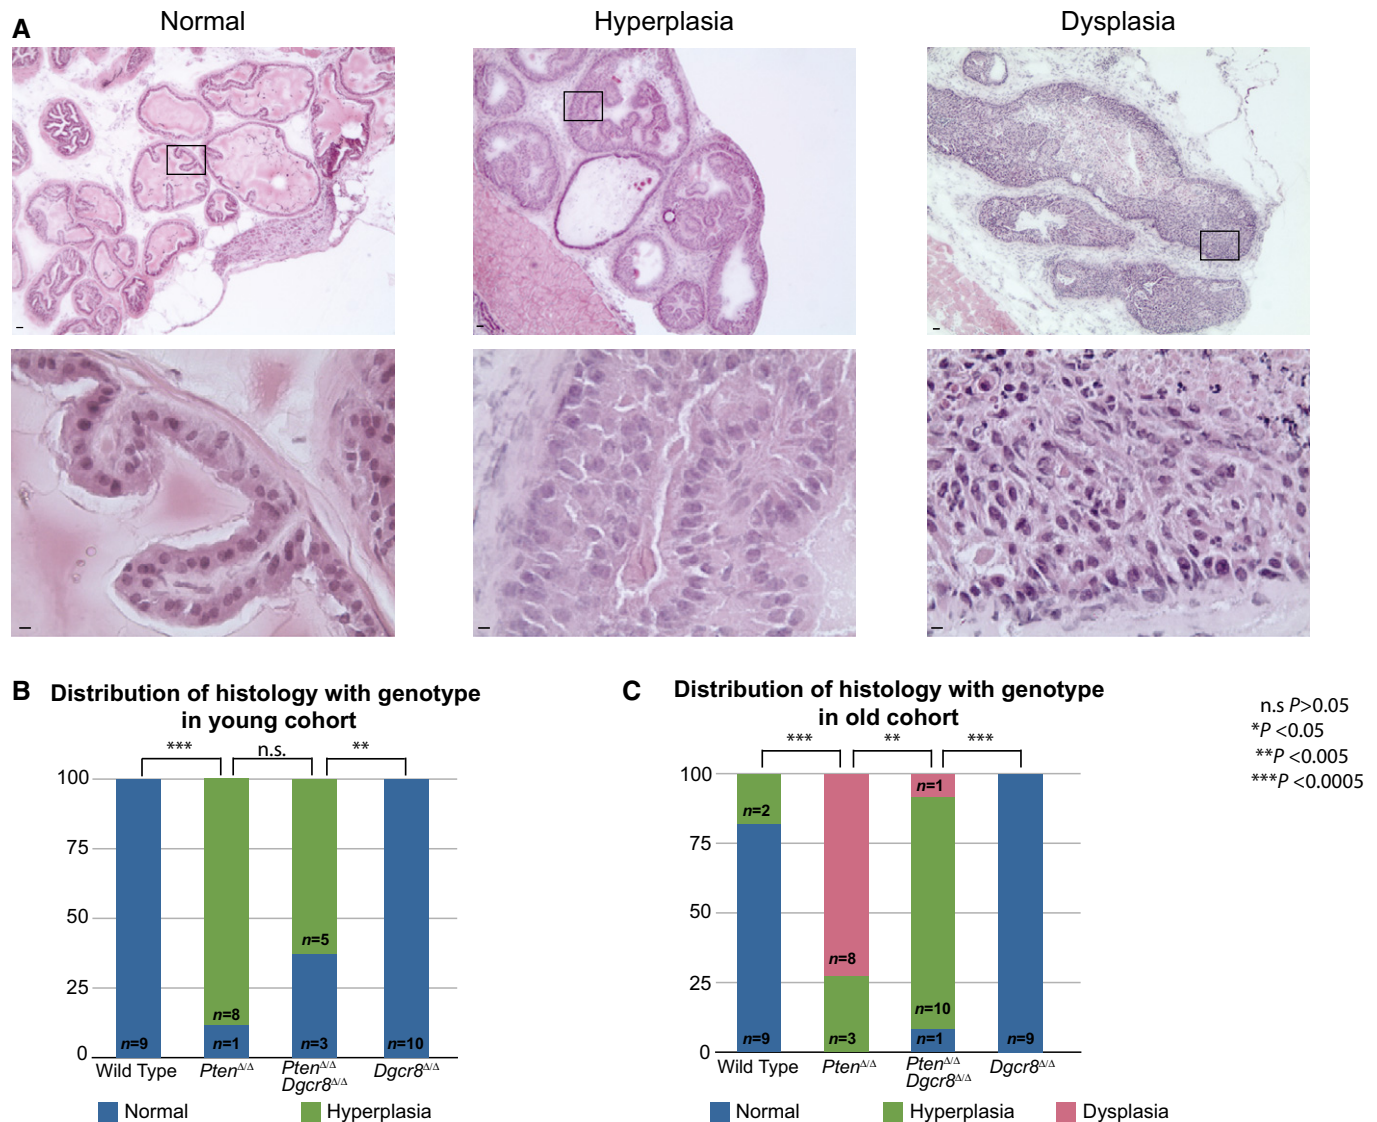 A
Normal
Hyperplasia
Dysplasia
B
Distribution of histology with genotype
in young cohort
***
n.s.
**
100
75
50
25
0
n=9
n=8
n=1
n=5
n=3
n=10
Wild Type
PtenΔ/Δ
PtenΔ/Δ
Dgcr8Δ/Δ
Dgcr8Δ/Δ
Normal
Hyperplasia
C
Distribution of histology with genotype
in old cohort
***
**
***
100
75
50
25
0
n=2
n=9
n=8
n=3
n=1
n=10
n=1
n=9
Wild Type
PtenΔ/Δ
PtenΔ/Δ
Dgcr8Δ/Δ
Dgcr8Δ/Δ
Normal
Hyperplasia
Dysplasia
n.s P>0.05
*P <0.05
**P <0.005
***P <0.0005